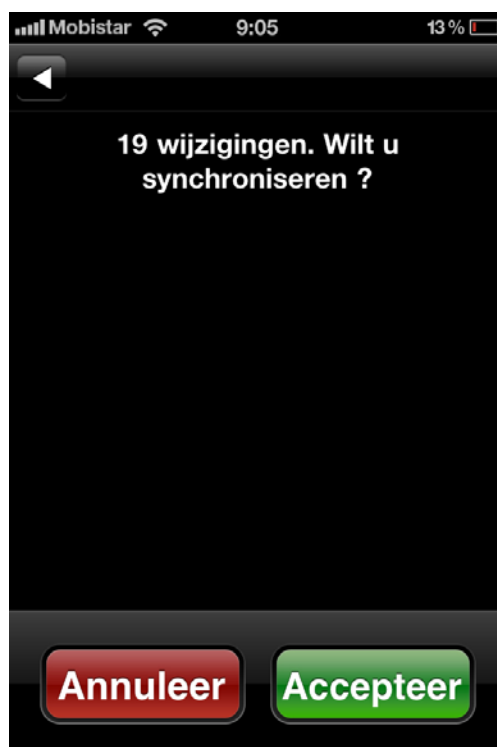 Mobistar 9:05 13 %
19 wijzigingen. Wilt u
synchroniseren ?
Annuleer Accepteer